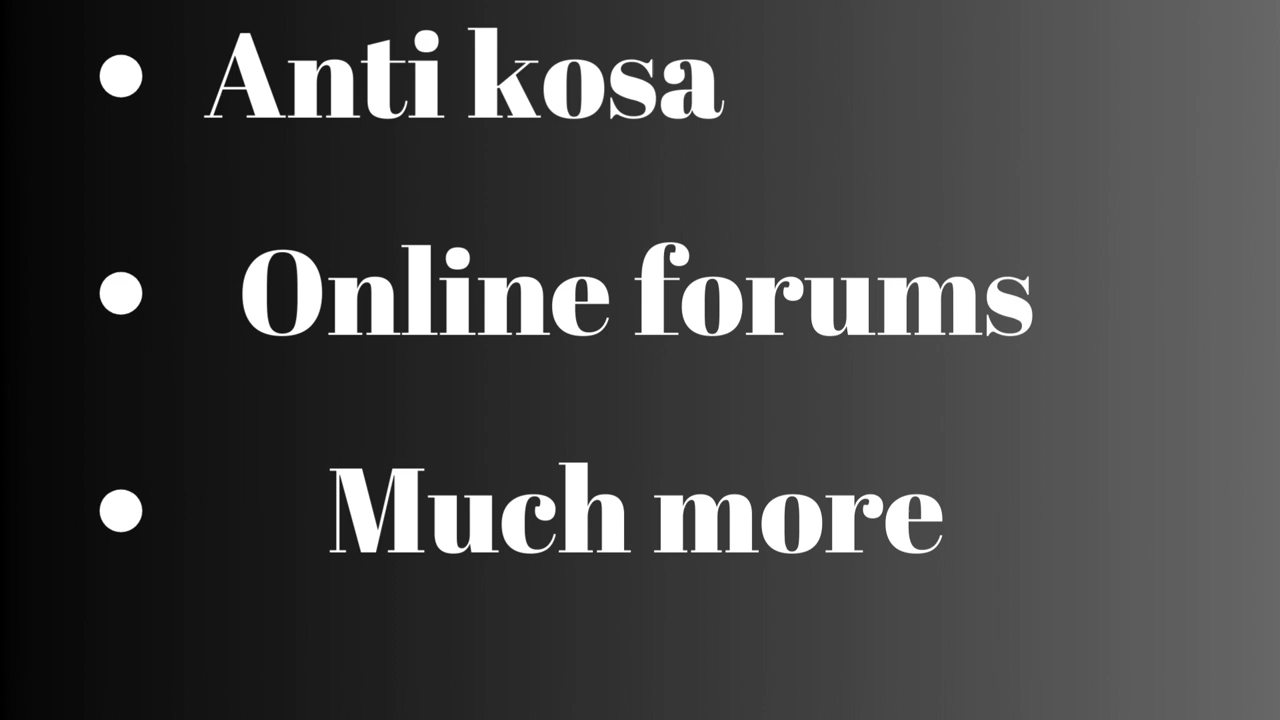 • Anti kosa
• Online forums
• Much more